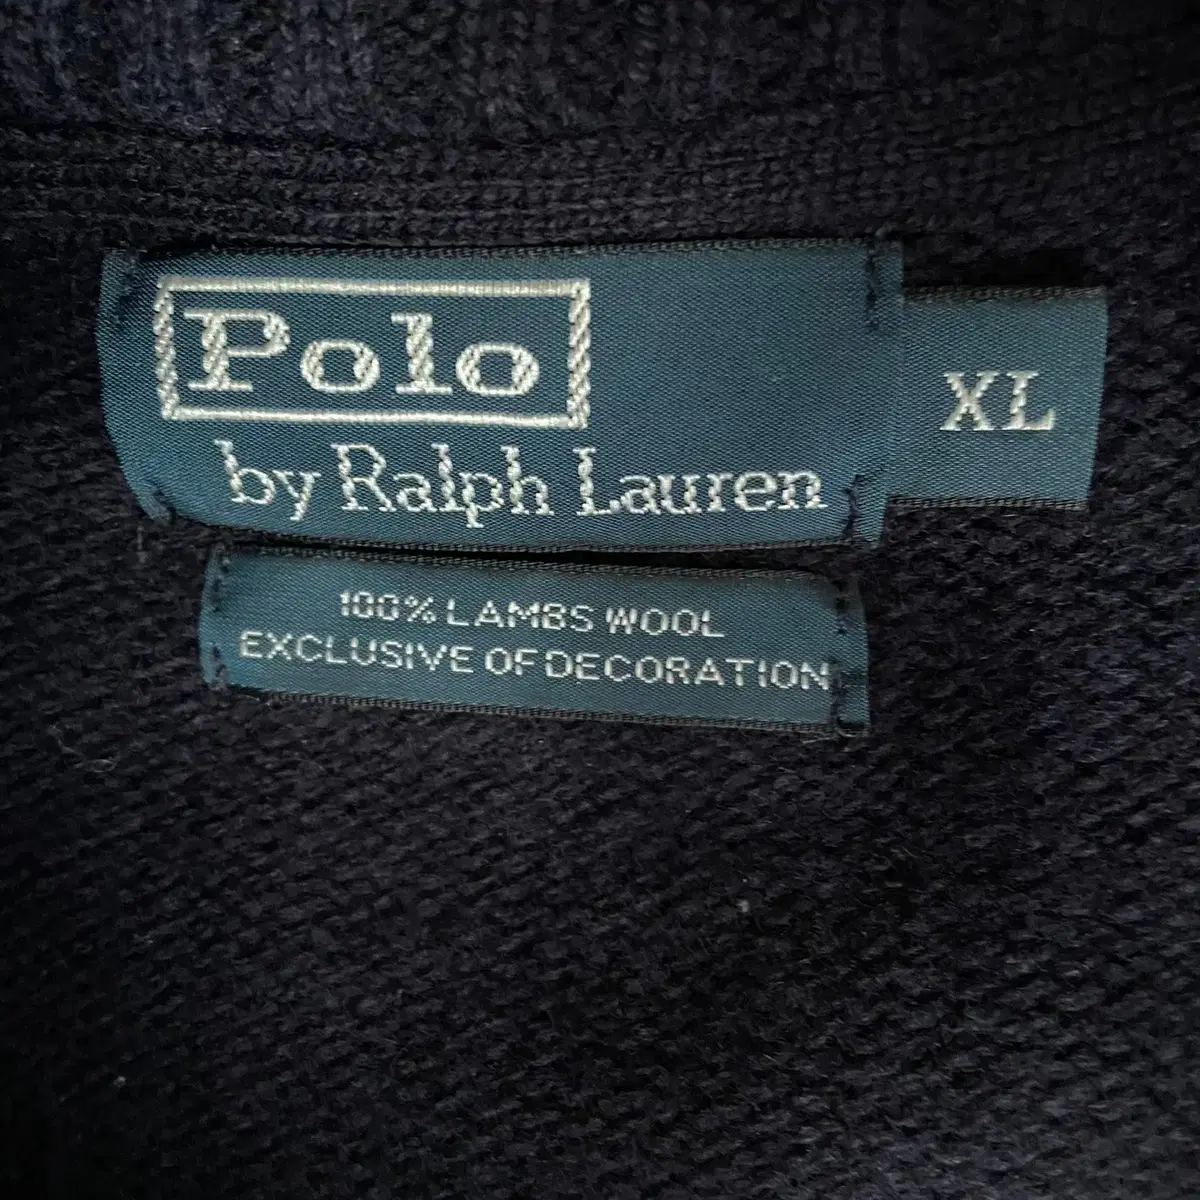 Polo
by Ralph Lauren
XL
100% LAMBS WOOL
EXCLUSIVE OF DECORATION